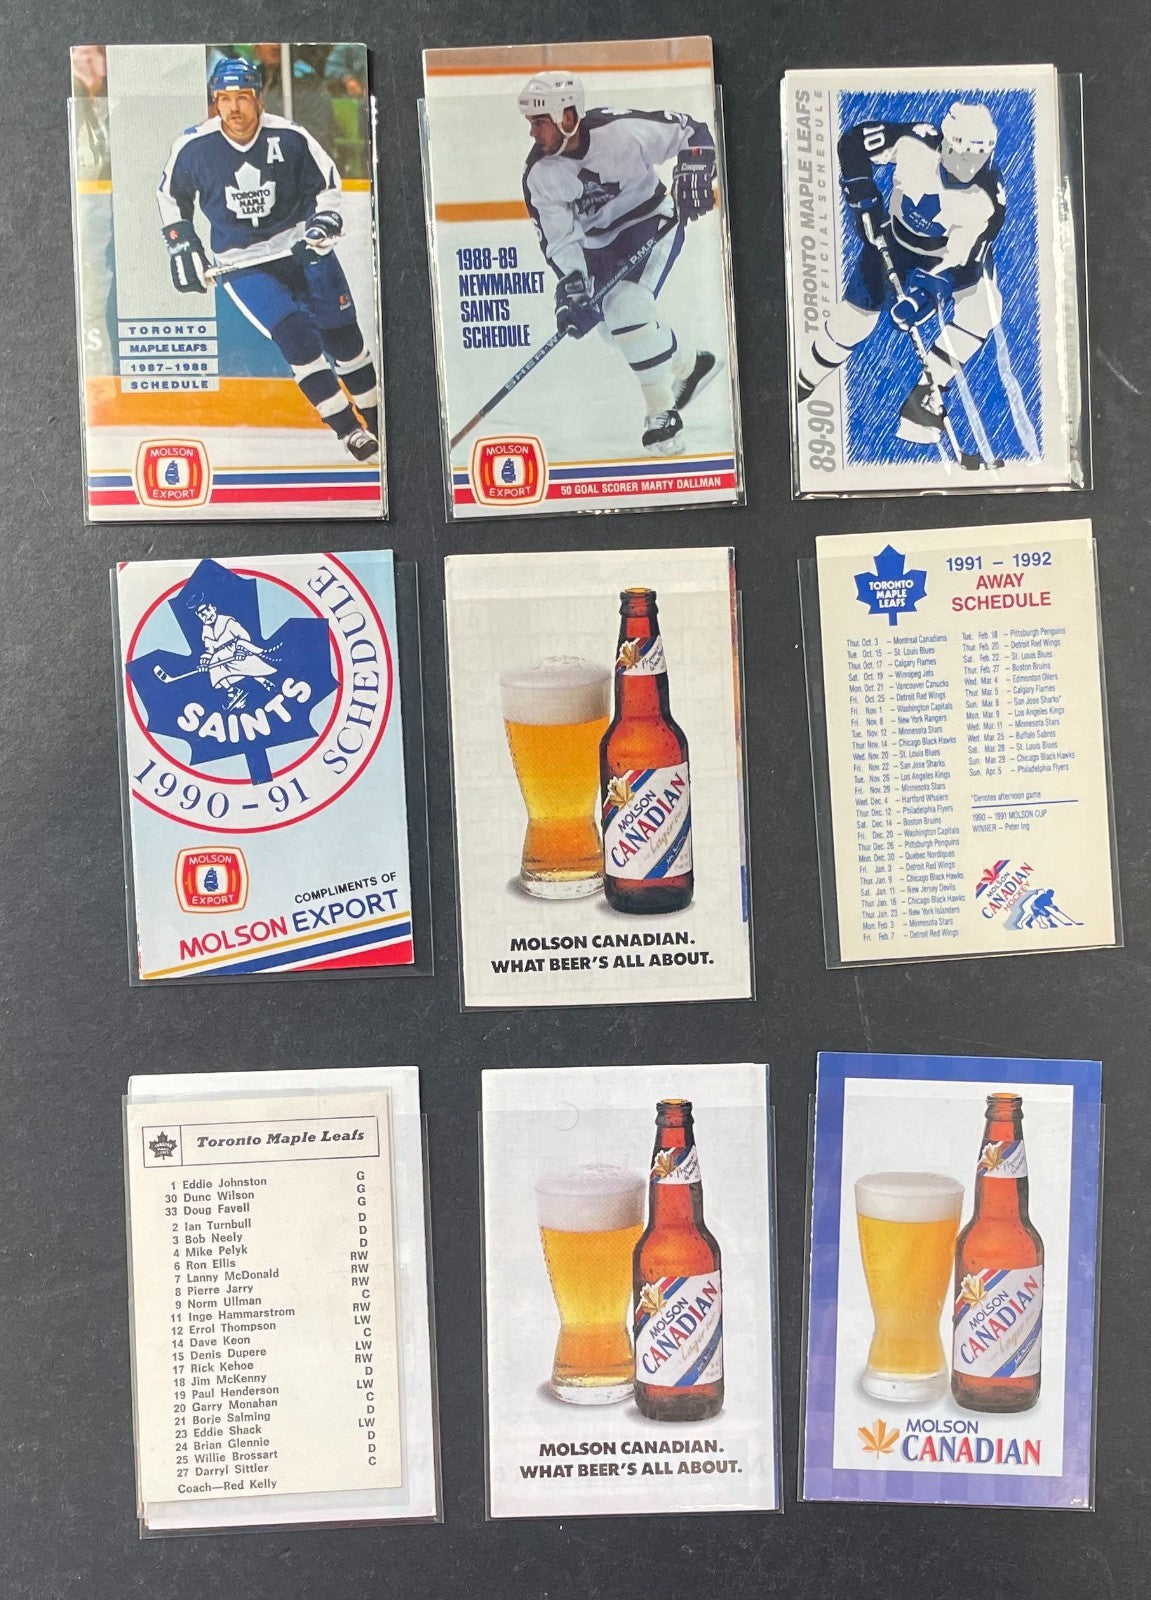 A
TORONTO
MAPLE
LEAFS
TORONTO
MAPLE LEAFS
1987-1988
SCHEDULE
MOLSON
EXPORT
Cooper
1988-89
NEWMARKET
SAINTS
SCHEDULE
SHER-WOOD P.M.P.
MOLSON
EXPORT
50 GOAL SCORER MARTY DALLMAN
89·90 TORONTO MAPLE LEAFS
OFFICIAL SCHEDULE
10
SAINTS
1990-91 SCHEDULE
MOLSON
EXPORT
COMPLIMENTS OF
MOLSON EXPORT
MOLSON
CANADIAN
Lager
MOLSON CANADIAN.
WHAT BEER'S ALL ABOUT.
TORONTO
MAPLE
LEAFS
1991 - 1992
AWAY
SCHEDULE
Thur. Oct. 3 - Montreal Canadiens
Tue. Oct. 15 - St. Louis Blues
Thur. Oct. 17 - Calgary Flames
Sat. Oct. 19 - Winnipeg Jets
Mon. Oct. 21 - Vancouver Canucks
Fri. Oct. 25 - Detroit Red Wings
Fri. Nov. 1 - Washington Capitals
Fri. Nov. 8 - New York Rangers
Tue. Nov. 12 - Minnesota Stars
Thur. Nov. 14 - Chicago Black Hawks
Wed. Nov. 20 - St. Louis Blues
Fri. Nov. 22 - San Jose Sharks
Tue. Nov. 26 - Los Angeles Kings
Fri. Nov. 29 - Minnesota Stars
Wed. Dec. 4 - Hartford Whalers
Thur. Dec. 12 - Philadelphia Flyers
Sat. Dec. 14 - Boston Bruins
Fri. Dec. 20 - Washington Capitals
Thur. Dec. 26 - Pittsburgh Penguins
Mon. Dec. 30 - Quebec Nordiques
Fri. Jan. 3 - Detroit Red Wings
Thur. Jan. 9 - Chicago Black Hawks
Sat. Jan. 11 - New Jersey Devils
Thur. Jan. 16 - Chicago Black Hawks
Thur. Jan. 23 - New York Islanders
Mon. Feb. 3 - Minnesota Stars
Fri. Feb. 7 - Detroit Red Wings
Tue. Feb. 18 - Pittsburgh Penguins
Thur. Feb. 20 - Detroit Red Wings
Sat. Feb. 22 - St. Louis Blues
Thur. Feb. 27 - Boston Bruins
Wed. Mar. 4 - Edmonton Oilers
Thur. Mar. 5 - Calgary Flames
Sun. Mar. 8 - San Jose Sharks*
Mon. Mar. 9 - Los Angeles Kings
Wed. Mar. 11 - Minnesota Stars
Wed. Mar. 25 - Buffalo Sabres
Sat. Mar. 28 - St. Louis Blues
Sun. Mar. 29 - Chicago Black Hawks
Sun. Apr. 5 - Philadelphia Flyers
*Denotes afternoon game
1990 - 1991 MOLSON CUP
WINNER - Peter Ing
MOLSON
CANADIAN
HOCKEY
Toronto Maple Leafs
1 Eddie Johnston G
30 Dunc Wilson G
33 Doug Favell G
2 Ian Turnbull D
3 Bob Neely D
4 Mike Pelyk D
6 Ron Ellis RW
7 Lanny McDonald RW
8 Pierre Jarry RW
9 Norm Ullman C
11 Inge Hammarstrom RW
12 Errol Thompson LW
14 Dave Keon C
15 Denis Dupere LW
17 Rick Kehoe RW
18 Jim McKenny D
19 Paul Henderson LW
20 Garry Monahan C
21 Borje Salming D
23 Eddie Shack LW
24 Brian Glennie D
25 Willie Brossart D
27 Darryl Sittler C
Coach—Red Kelly
MOLSON
CANADIAN
Lager
MOLSON CANADIAN.
WHAT BEER'S ALL ABOUT.
MOLSON
CANADIAN
Lager
MOLSON
CANADIAN